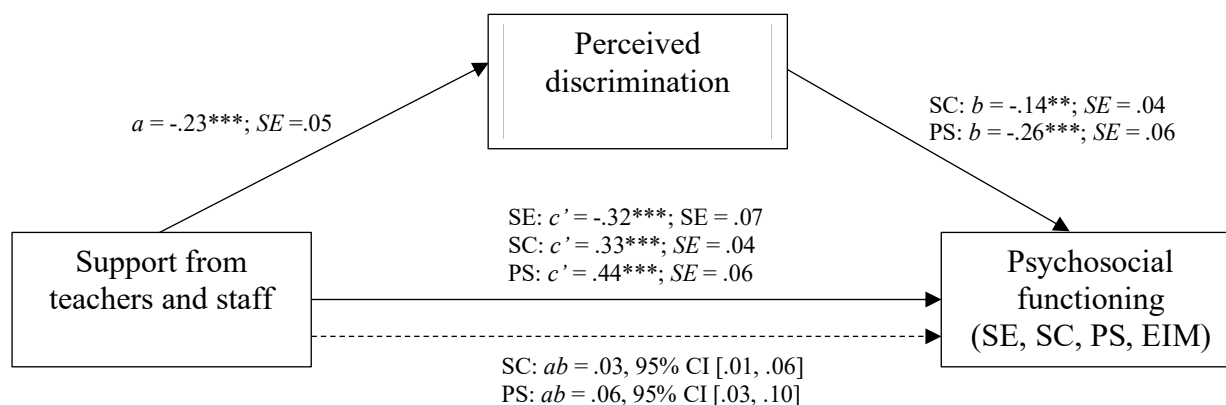 Perceived
discrimination
a = -.23***; SE =.05
SC: b = -.14**; SE = .04
PS: b = -.26***; SE = .06
SE: c’ = -.32***; SE = .07
SC: c’ = .33***; SE = .04
PS: c’ = .44***; SE = .06
Support from
teachers and staff
Psychosocial
functioning
(SE, SC, PS, EIM)
SC: ab = .03, 95% CI [.01, .06]
PS: ab = .06, 95% CI [.03, .10]